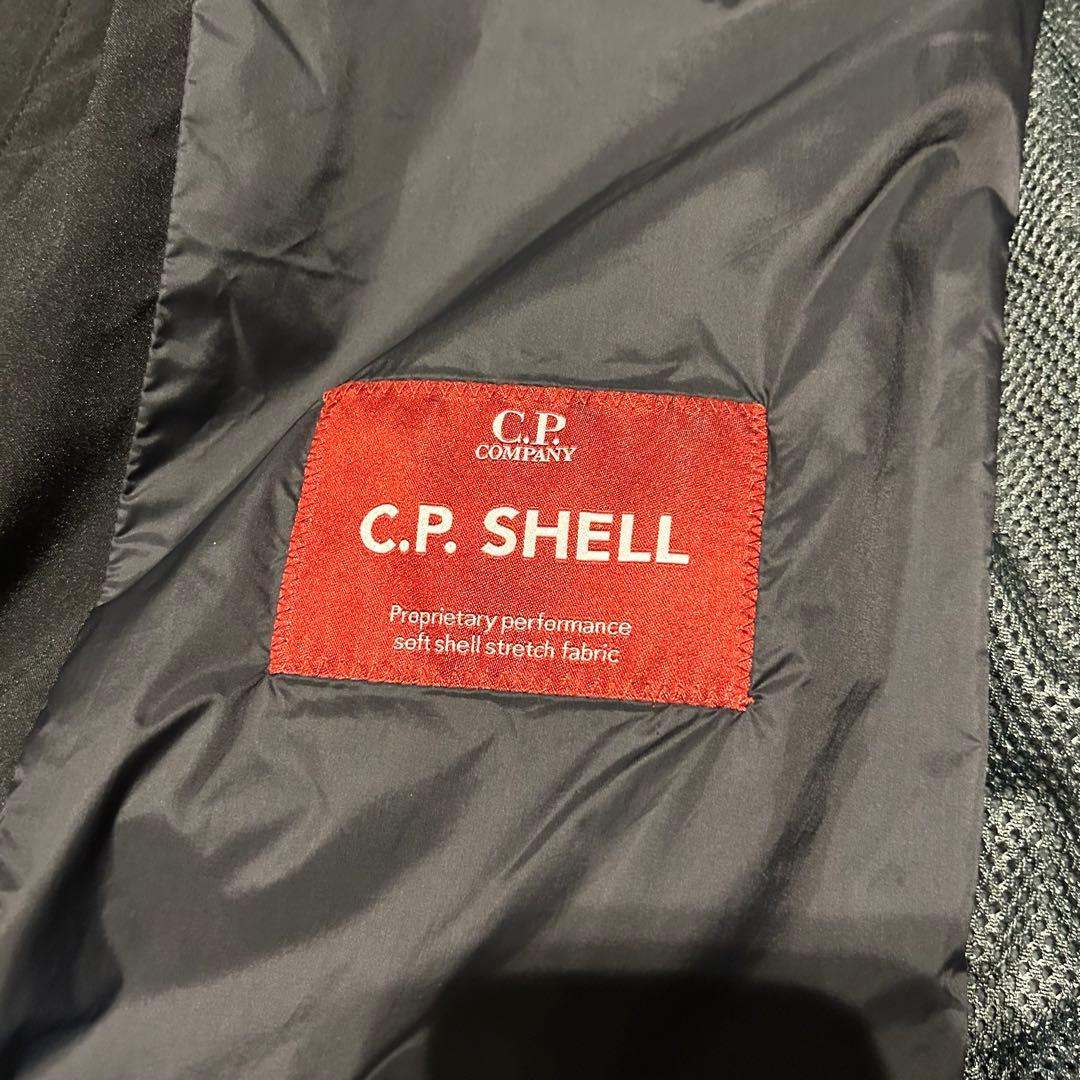 C.P.
COMPANY
C.P. SHELL
Proprietary performance
soft shell stretch fabric